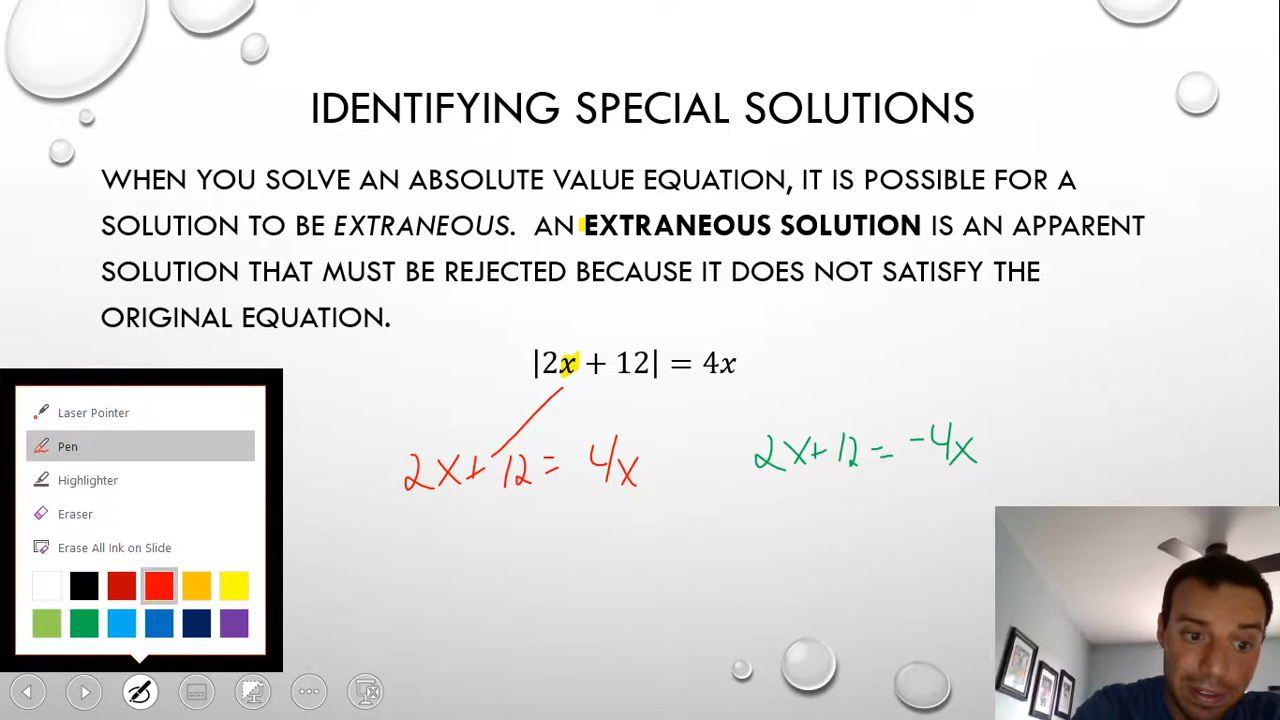 IDENTIFYING SPECIAL SOLUTIONS
WHEN YOU SOLVE AN ABSOLUTE VALUE EQUATION, IT IS POSSIBLE FOR A
SOLUTION TO BE EXTRANEOUS. AN EXTRANEOUS SOLUTION IS AN APPARENT
SOLUTION THAT MUST BE REJECTED BECAUSE IT DOES NOT SATISFY THE
ORIGINAL EQUATION.
|2x + 12| = 4x
2x+12 = 4x
2x+12 = -4x
Laser Pointer
Pen
Highlighter
Eraser
Erase All Ink on Slide